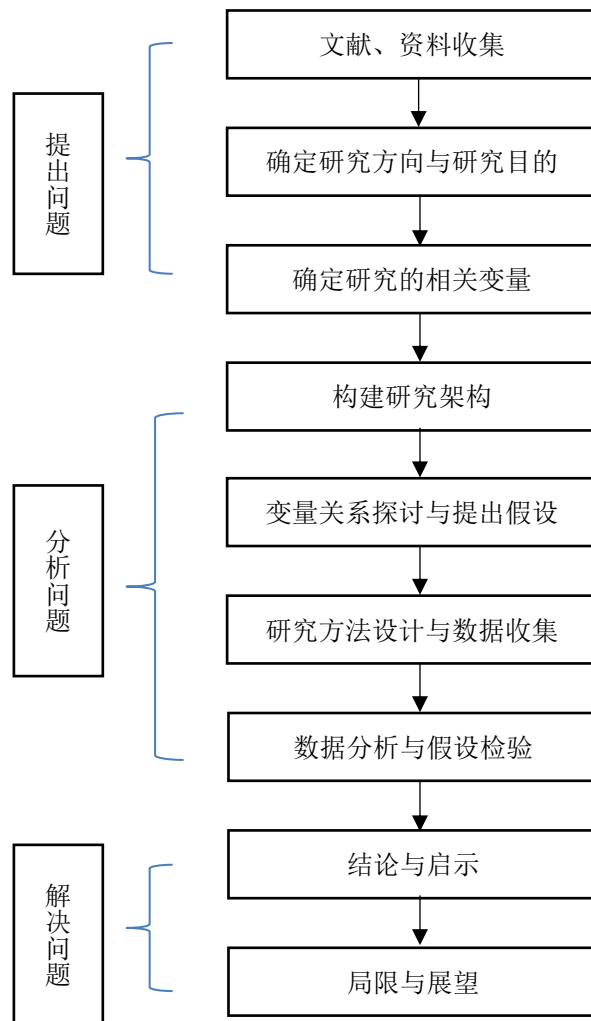 提出问题
文献、资料收集
确定研究方向与研究目的
确定研究的相关变量
分析问题
构建研究架构
变量关系探讨与提出假设
研究方法设计与数据收集
数据分析与假设检验
解决问题
结论与启示
局限与展望